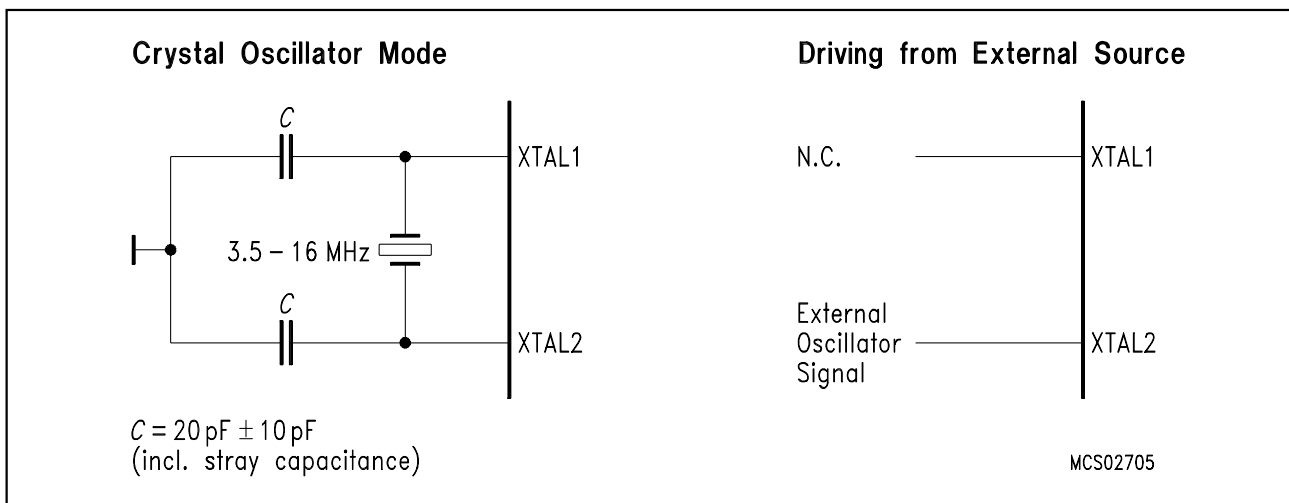 Crystal Oscillator Mode
C
XTAL1
3.5 – 16 MHz
C
XTAL2
C = 20 pF ± 10 pF
(incl. stray capacitance)
Driving from External Source
N.C.
XTAL1
External
Oscillator
Signal
XTAL2
MCS02705